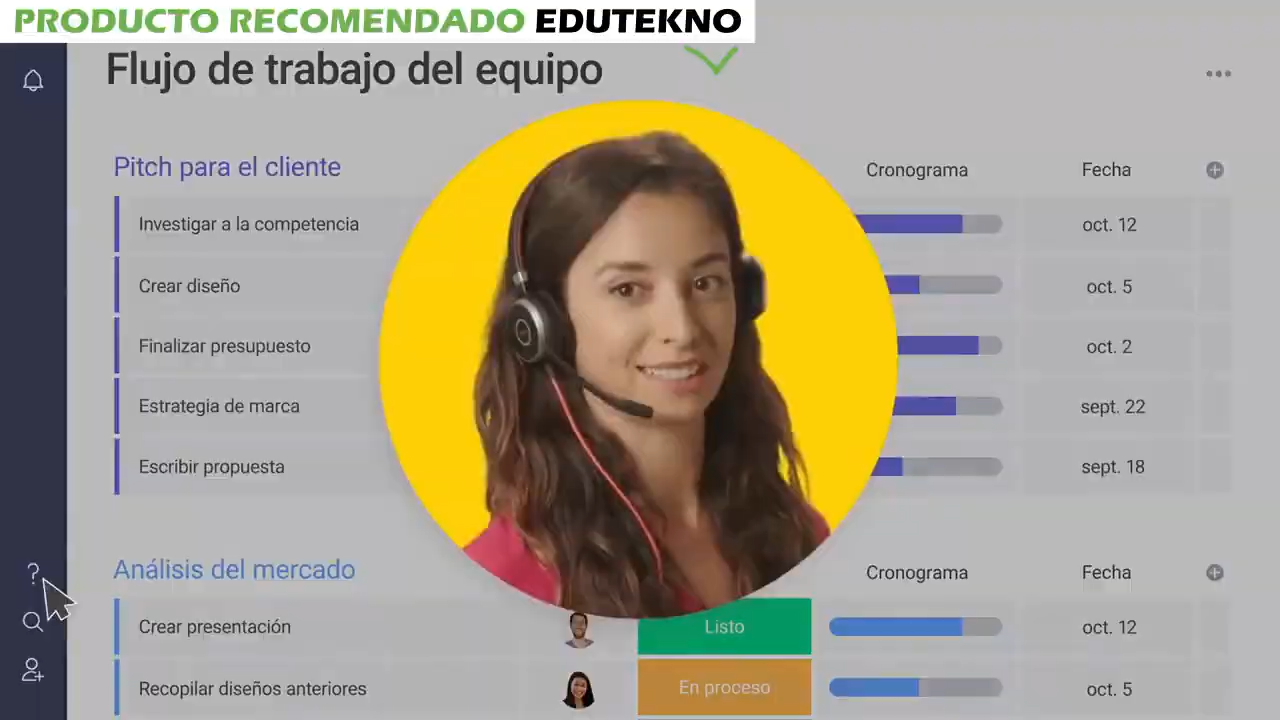 PRODUCTO RECOMENDADO EDUTEKNO
Flujo de trabajo del equipo
Pitch para el cliente
Cronograma
Fecha
Investigar a la competencia
oct. 12
Crear diseño
oct. 5
Finalizar presupuesto
oct. 2
Estrategia de marca
sept. 22
Escribir propuesta
sept. 18
Análisis del mercado
Cronograma
Fecha
Crear presentación
Listo
oct. 12
Recopilar diseños anteriores
En proceso
oct. 5